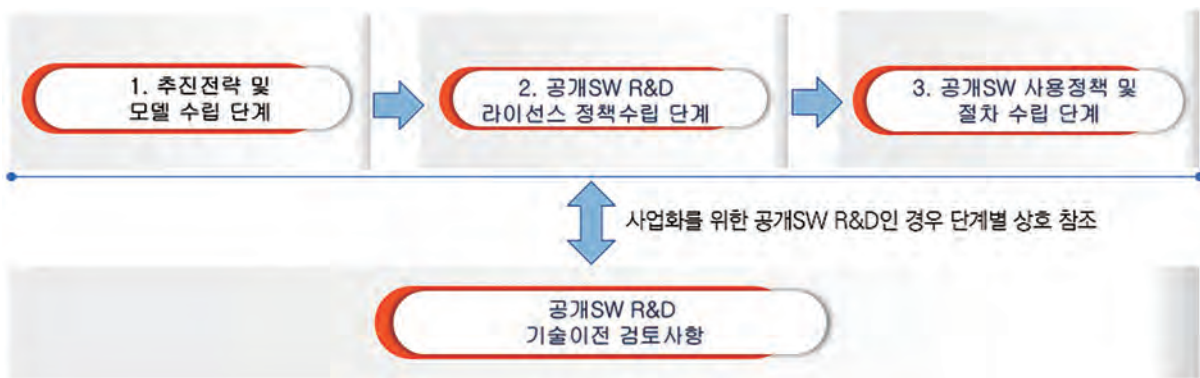 1. 추진전략 및
모델 수립 단계
2. 공개SW R&D
라이선스 정책수립 단계
3. 공개SW 사용정책 및
절차 수립 단계
사업화를 위한 공개SW R&D인 경우 단계별 상호 참조
공개SW R&D
기술이전 검토사항